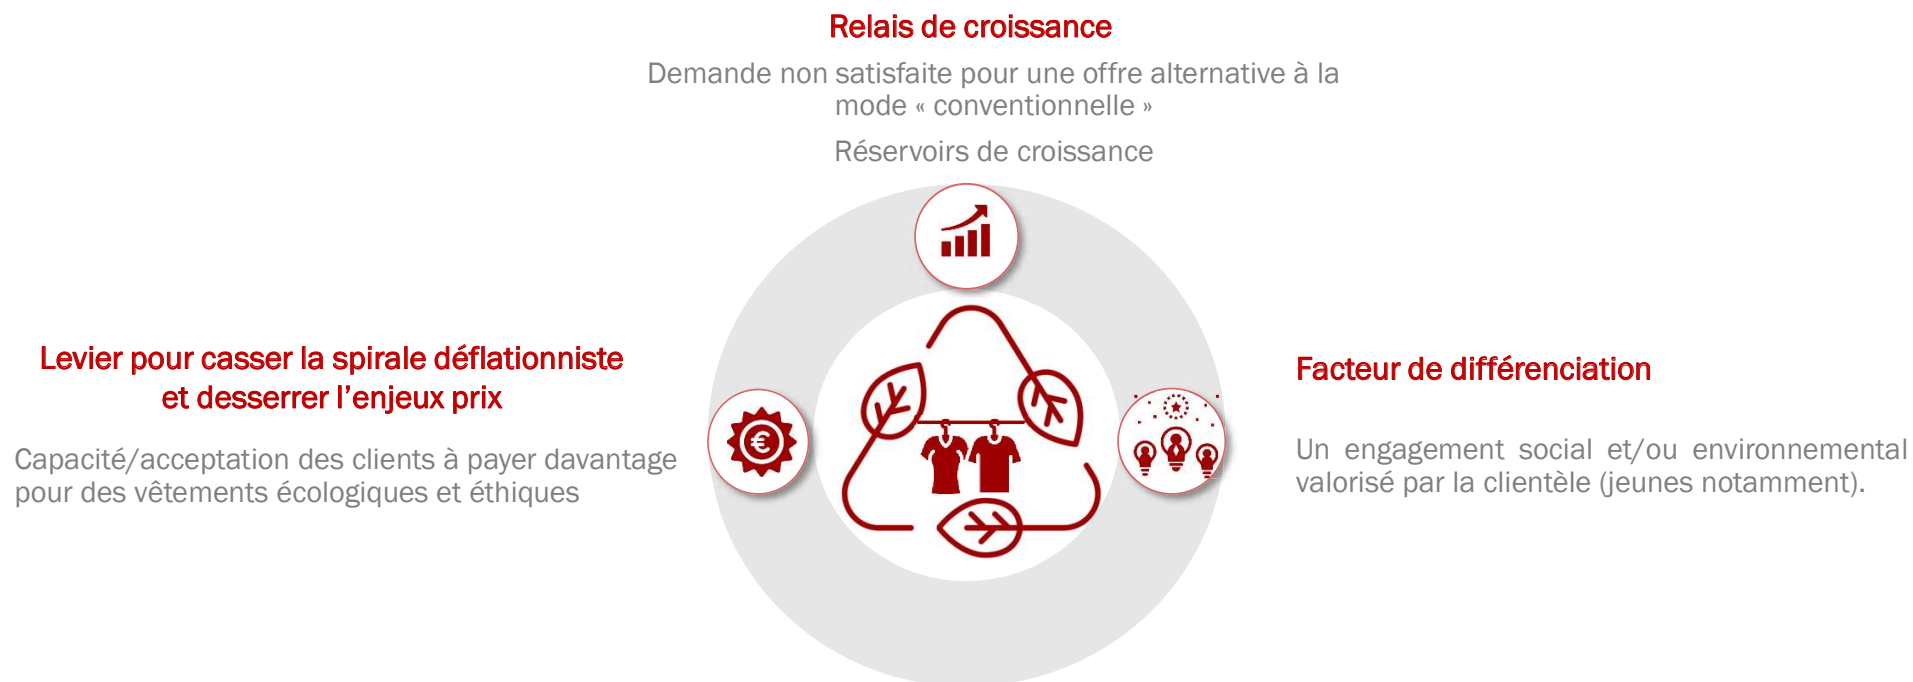 Relais de croissance
Demande non satisfaite pour une offre alternative à la
mode « conventionnelle »
Réservoirs de croissance
Levier pour casser la spirale déflationniste
et desserrer l'enjeux prix
Capacité/acceptation des clients à payer davantage
pour des vêtements écologiques et éthiques
€
Facteur de différenciation
Un engagement social et/ou environnemental
valorisé par la clientèle (jeunes notamment).